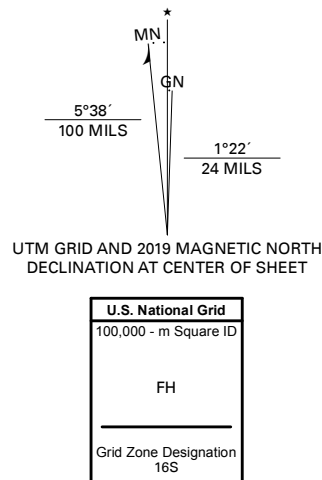 ★
MN
GN
5°38´
100 MILS
1°22´
24 MILS
UTM GRID AND 2019 MAGNETIC NORTH
DECLINATION AT CENTER OF SHEET
U.S. National Grid
100,000 - m Square ID
FH
Grid Zone Designation
16S